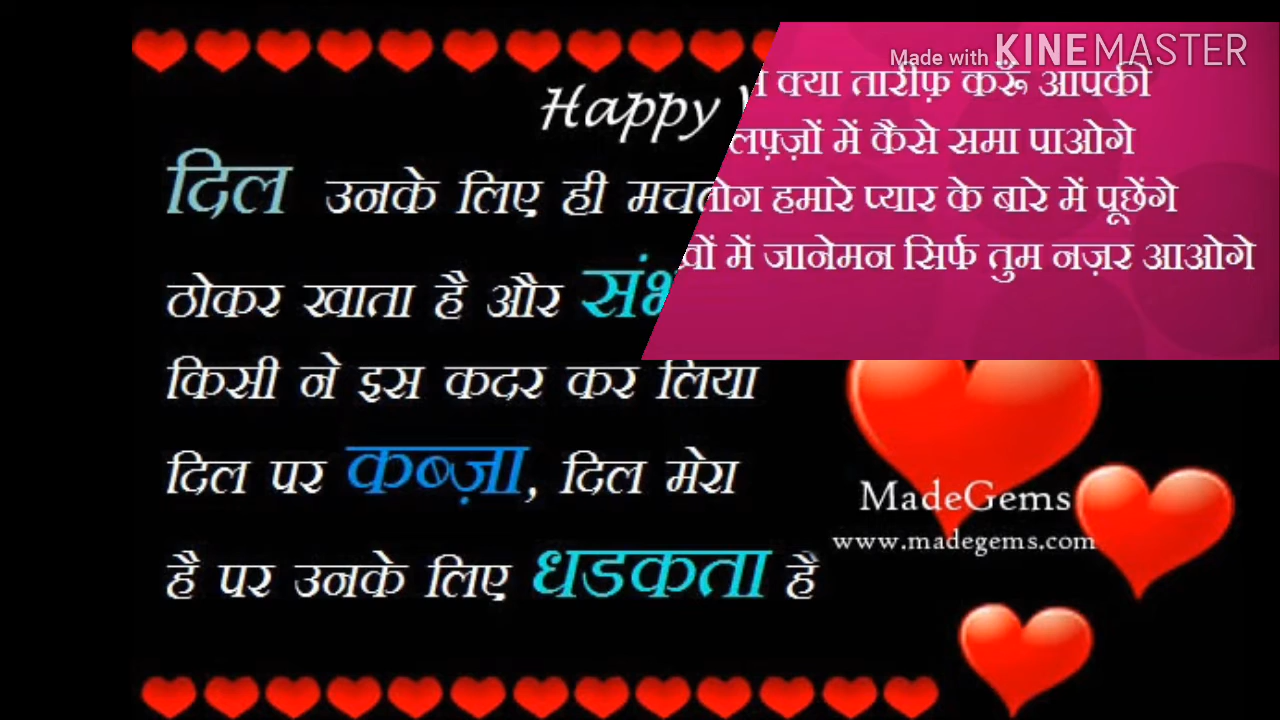 Made with KINEMASTER
क्या तारीफ़ करूँ आपकी
लफ़्ज़ों में कैसे समा पाओगे
हमारे प्यार के बारे में पूछेंगे
में जानेमन सिर्फ तुम नज़र आओगे
Happy
दिल उनके लिए ही
ठोकर खाता है और
किसी ने इस कदर कर लिया
दिल पर कब्ज़ा, दिल मेरा
है पर उनके लिए धडकता है
MadeGems
www.madegems.com